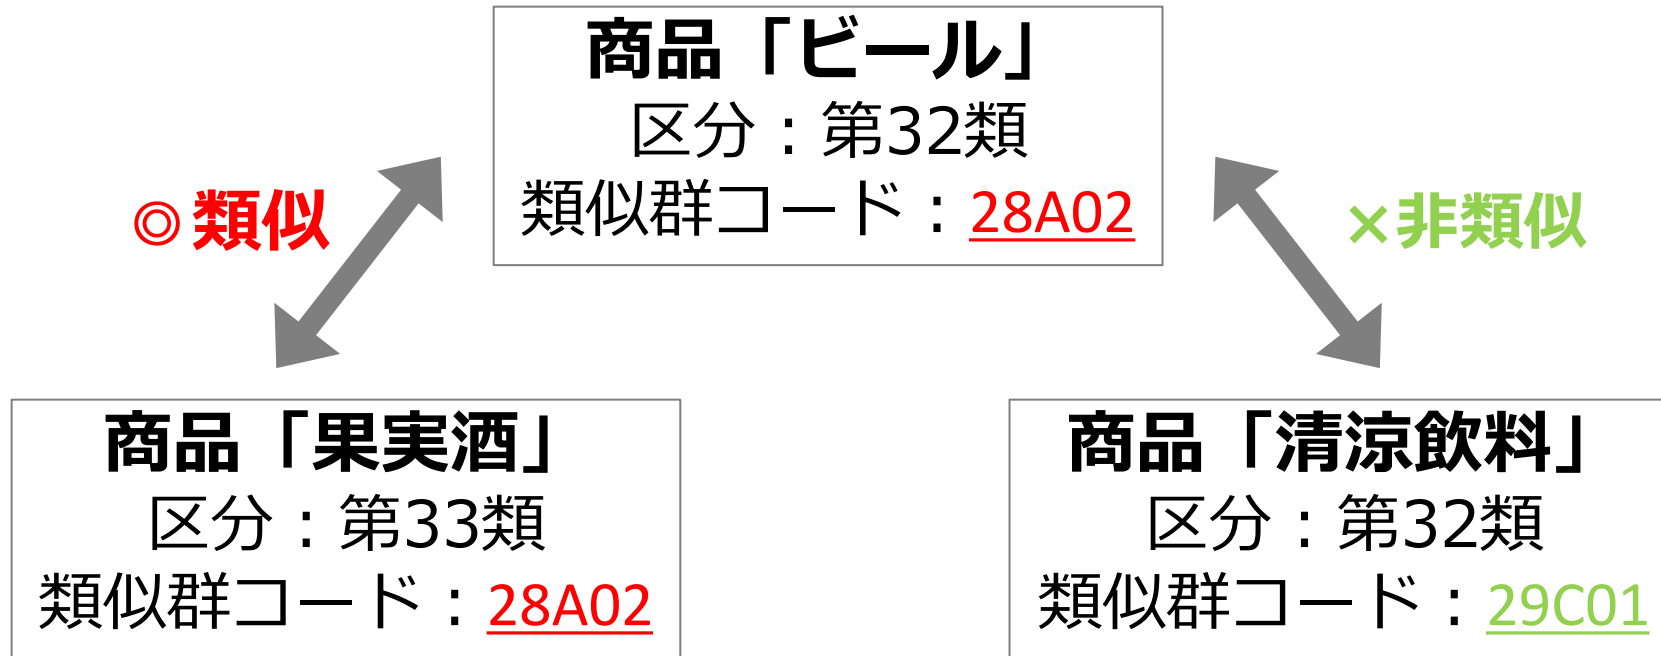 商品「ビール」
区分：第32類
類似群コード：28A02
◎類似
×非類似
商品「果実酒」
区分：第33類
類似群コード：28A02
商品「清涼飲料」
区分：第32類
類似群コード：29C01